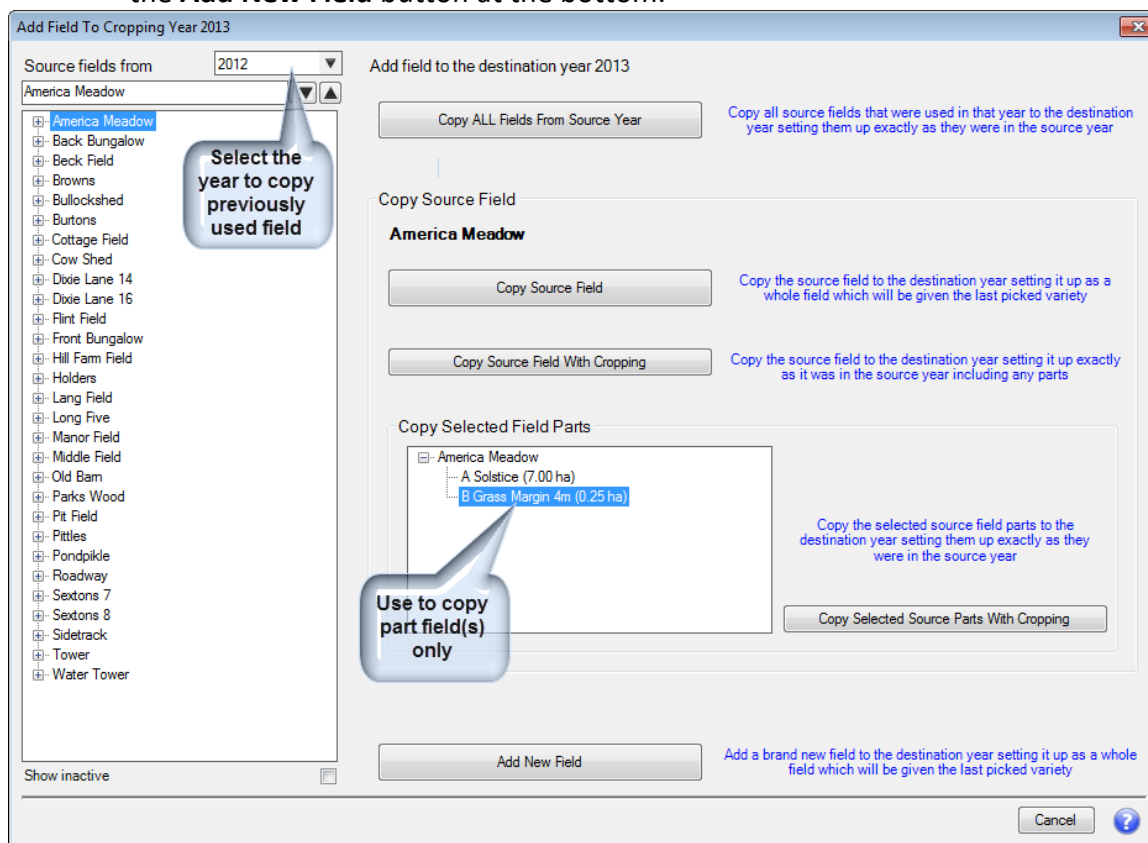 the Add New Field button at the bottom.
Add Field To Cropping Year 2013
Source fields from
2012
America Meadow
America Meadow
Back Bungalow
Beck Field
Browns
Bullockshed
Burtons
Cottage Field
Cow Shed
Dixie Lane 14
Dixie Lane 16
Flint Field
Front Bungalow
Hill Farm Field
Holders
Lang Field
Long Five
Manor Field
Middle Field
Old Barn
Parks Wood
Pit Field
Pittles
Pondpikle
Roadway
Sextons 7
Sextons 8
Sidetrack
Tower
Water Tower
Show inactive
Select the
year to copy
previously
used field
Add field to the destination year 2013
Copy ALL Fields From Source Year
Copy all source fields that were used in that year to the destination
year setting them up exactly as they were in the source year
Copy Source Field
America Meadow
Copy Source Field
Copy the source field to the destination year setting it up as a
whole field which will be given the last picked variety
Copy Source Field With Cropping
Copy the source field to the destination year setting it up exactly
as it was in the source year including any parts
Copy Selected Field Parts
America Meadow
A Solstice (7.00 ha)
B Grass Margin 4m (0.25 ha)
Use to copy
part field(s)
only
Copy the selected source field parts to the
destination year setting them up exactly as they
were in the source year
Copy Selected Source Parts With Cropping
Add New Field
Add a brand new field to the destination year setting it up as a whole
field which will be given the last picked variety
Cancel
?